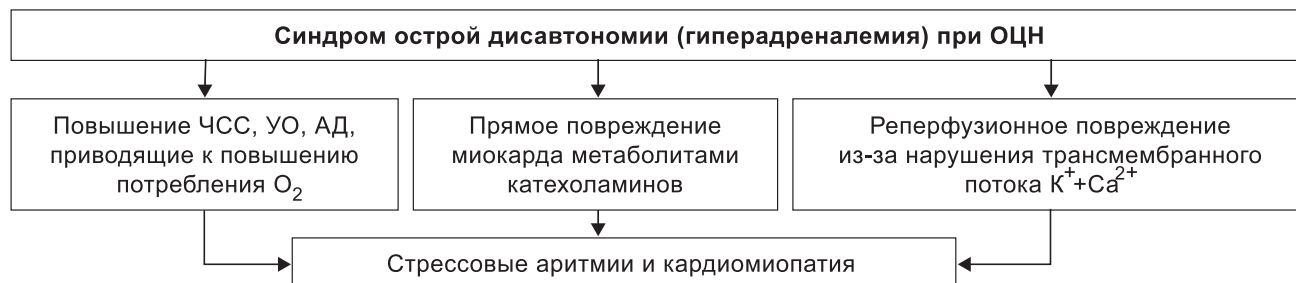 Синдром острой дисавтономии (гиперадреналемия) при ОЦН
Повышение ЧСС, УО, АД,
приводящие к повышению
потребления O2
Прямое повреждение
миокарда метаболитами
катехоламинов
Реперфузионное повреждение
из-за нарушения трансмембранного
потока K++Ca2+
Стрессовые аритмии и кардиомиопатия